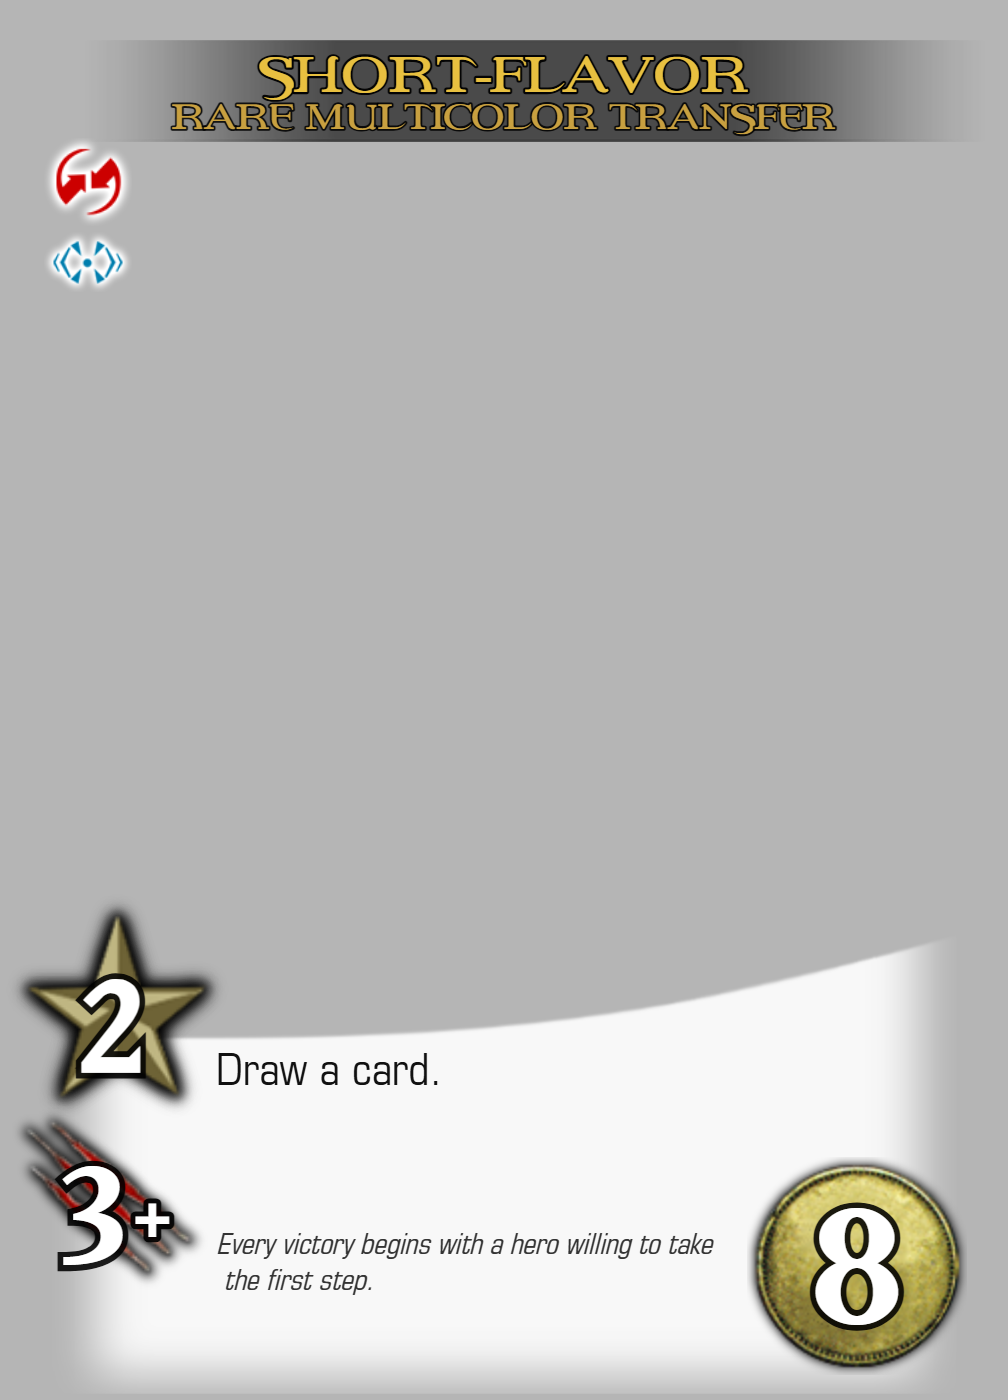 SHORT-FLAVOR
RARE MULTICOLOR TRANSFER
2
Draw a card.
3+
Every victory begins with a hero willing to take
the first step.
8